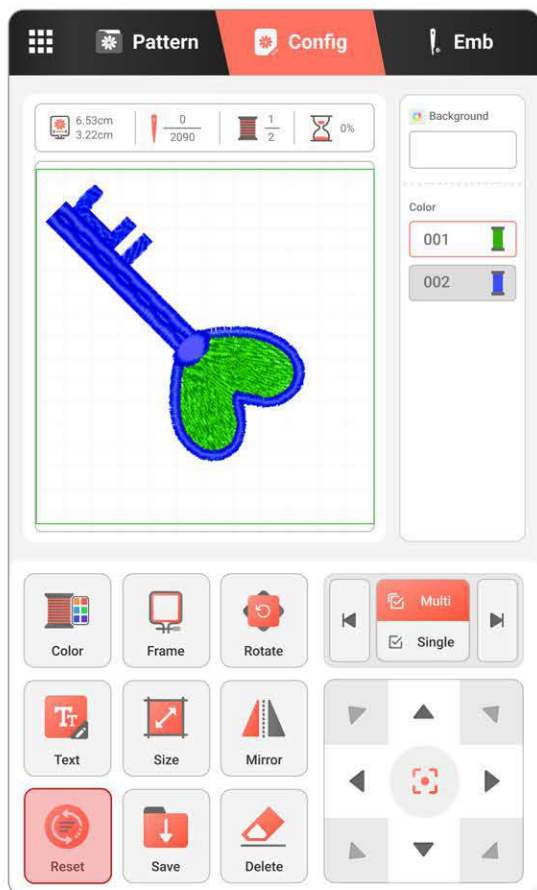 Pattern
Config
Emb
6.53cm
3.22cm
0
2090
1
2
0%
Background
Color
001
002
Color
Frame
Rotate
Multi
Single
Text
Size
Mirror
Reset
Save
Delete